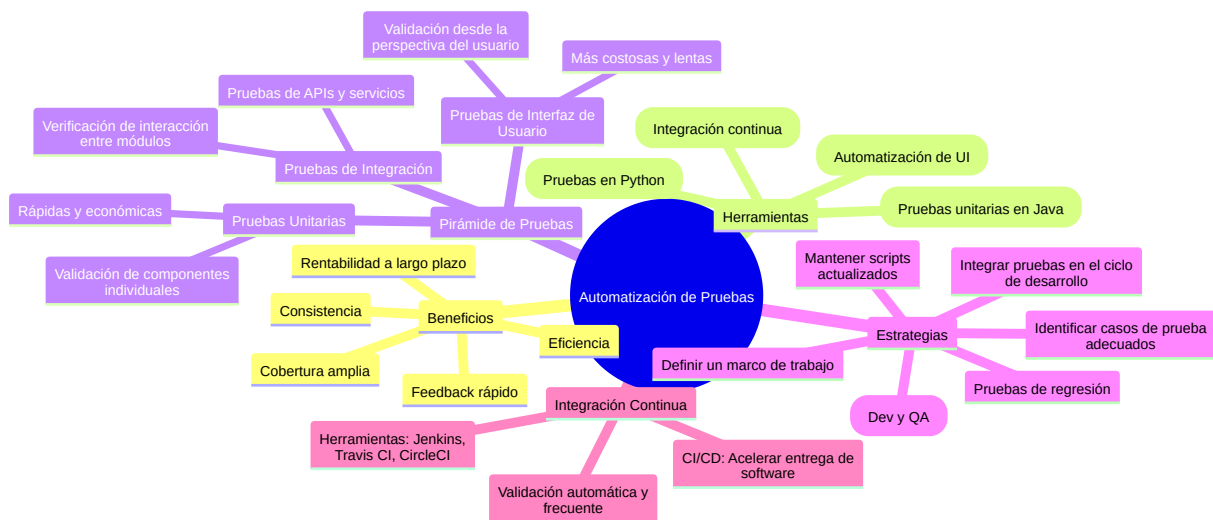 Validación desde la
perspectiva del usuario
Más costosas y lentas
Pruebas de APIs y servicios
Verificación de interacción
entre módulos
Pruebas de Interfaz de
Usuario
Pruebas de Integración
Rápidas y económicas
Pruebas Unitarias
Pirámide de Pruebas
Validación de componentes
individuales
Integración continua
Automatización de UI
Pruebas en Python
Pruebas unitarias en Java
Herramientas
Automatización de Pruebas
Rentabilidad a largo plazo
Consistencia
Beneficios
Eficiencia
Cobertura amplia
Feedback rápido
Mantener scripts
actualizados
Integrar pruebas en el ciclo
de desarrollo
Estrategias
Identificar casos de prueba
adecuados
Definir un marco de trabajo
Pruebas de regresión
Dev y QA
Integración Continua
Herramientas: Jenkins,
Travis CI, CircleCI
CI/CD: Acelerar entrega de
software
Validación automática y
frecuente